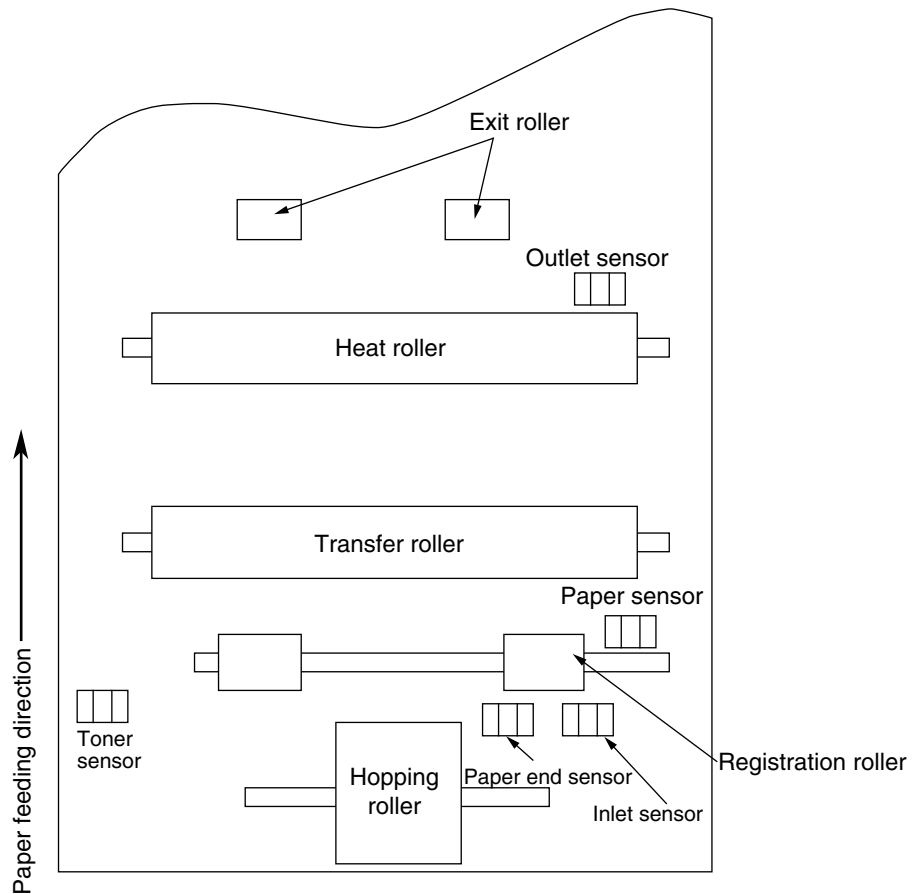 Exit roller
Outlet sensor
Heat roller
Transfer roller
Paper sensor
Paper feeding direction
Toner
sensor
Hopping
roller
Paper end sensor
Registration roller
Inlet sensor